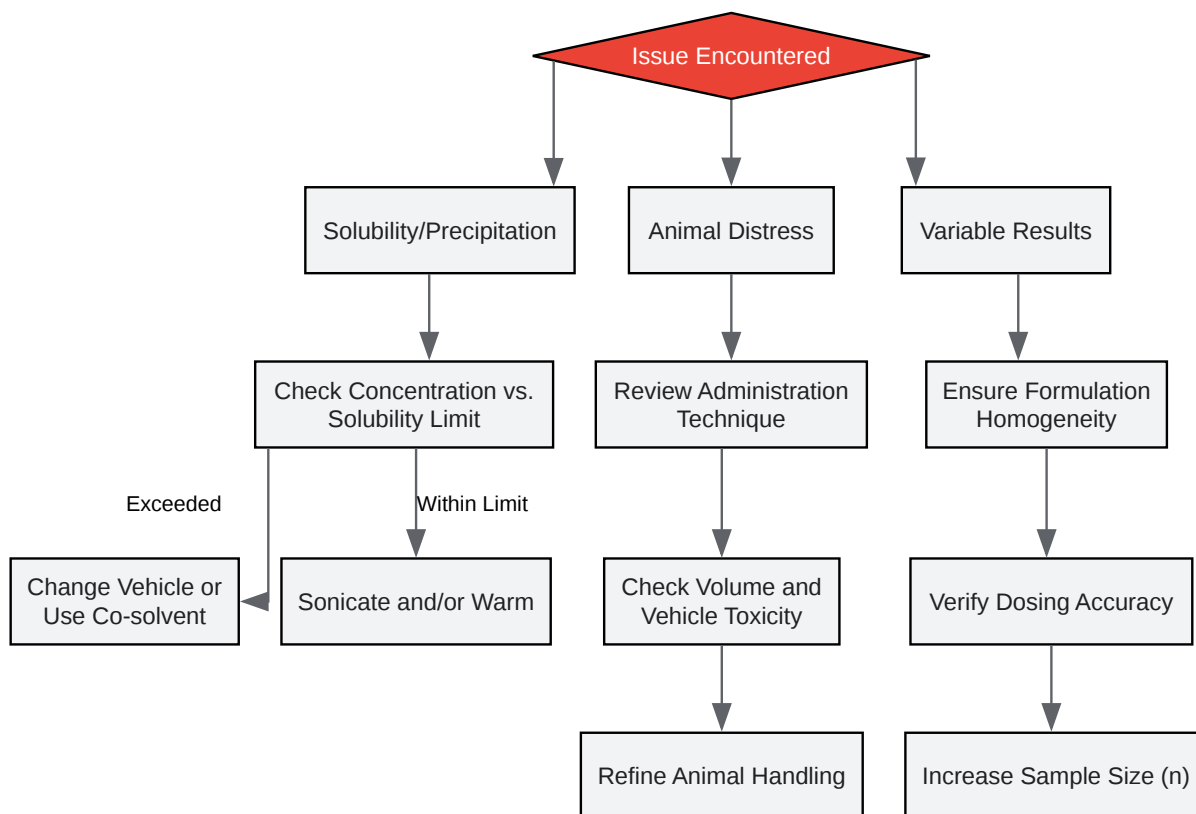 Issue Encountered
Solubility/Precipitation
Animal Distress
Variable Results
Check Concentration vs.
Solubility Limit
Review Administration
Technique
Ensure Formulation
Homogeneity
Exceeded
Within Limit
Change Vehicle or
Use Co-solvent
Sonicate and/or Warm
Check Volume and
Vehicle Toxicity
Verify Dosing Accuracy
Refine Animal Handling
Increase Sample Size (n)